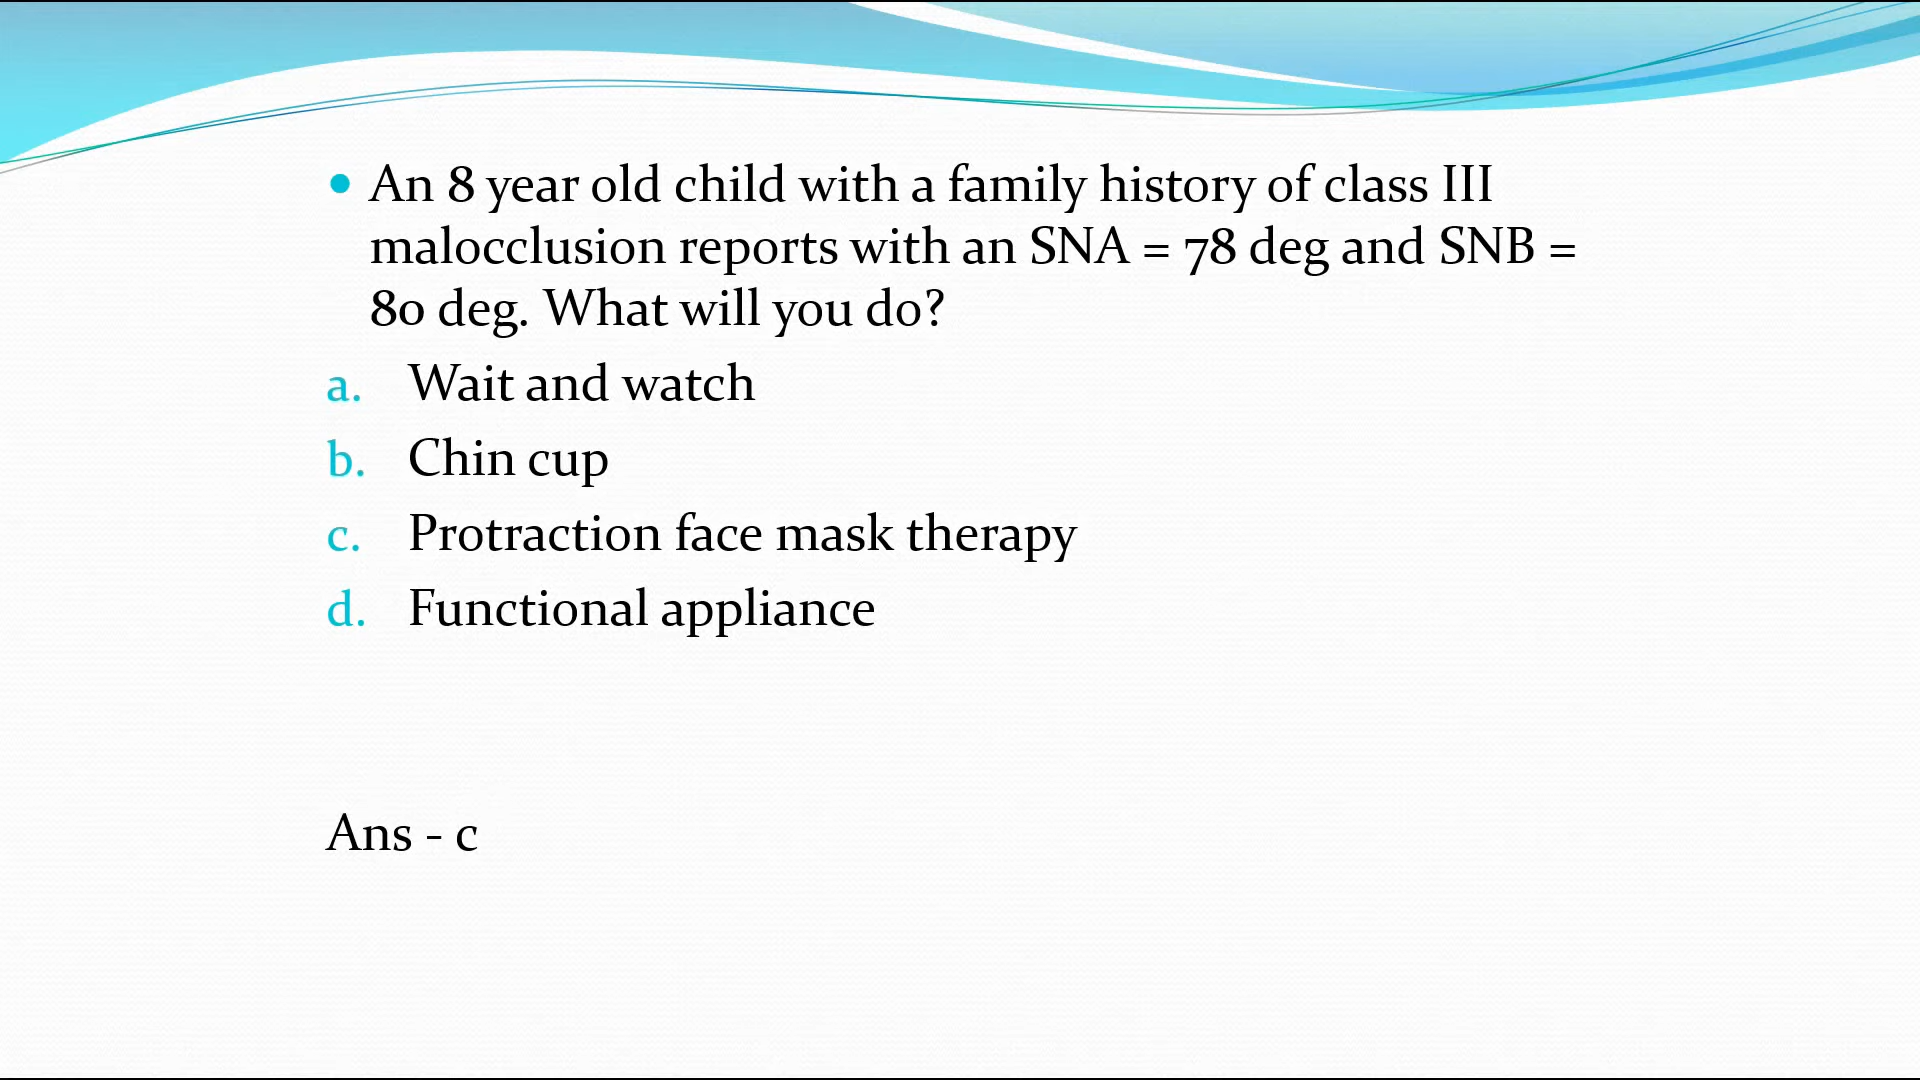 • An 8 year old child with a family history of class III
malocclusion reports with an SNA = 78 deg and SNB =
80 deg. What will you do?
a. Wait and watch
b. Chin cup
c. Protraction face mask therapy
d. Functional appliance
Ans - c